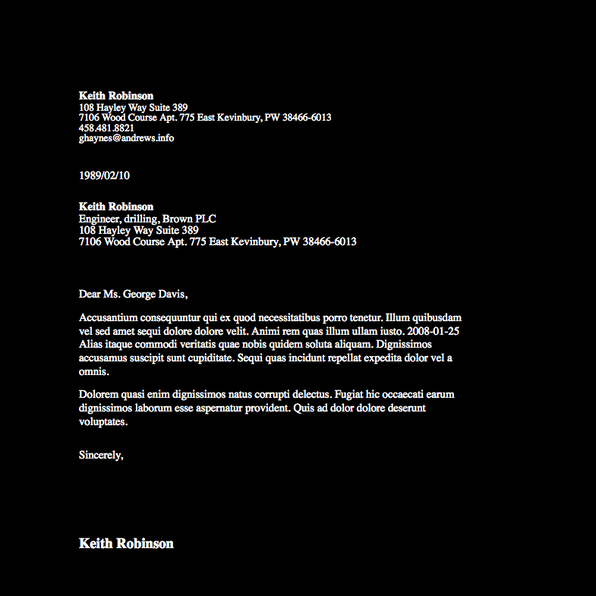 Keith Robinson
108 Hayley Way Suite 389
7106 Wood Course Apt. 775 East Kevinbury, PW 38466-6013
458.481.8821
ghaynes@andrews.info
1989/02/10
Keith Robinson
Engineer, drilling, Brown PLC
108 Hayley Way Suite 389
7106 Wood Course Apt. 775 East Kevinbury, PW 38466-6013
Dear Ms. George Davis,
Accusantium consequuntur qui ex quod necessitatibus porro tenetur. Illum quibusdam
vel sed amet sequi dolore dolore velit. Animi rem quas illum ullam iusto. 2008-01-25
Alias itaque commodi veritatis quae nobis quidem soluta aliquam. Dignissimos
accusamus suscipit sunt cupiditate. Sequi quas incidunt repellat expedita dolor vel a
omnis.
Dolorem quasi enim dignissimos natus corrupti delectus. Fugiat hic occaecati earum
dignissimos laborum esse aspernatur provident. Quis ad dolor dolore deserunt
voluptates.
Sincerely,
Keith Robinson